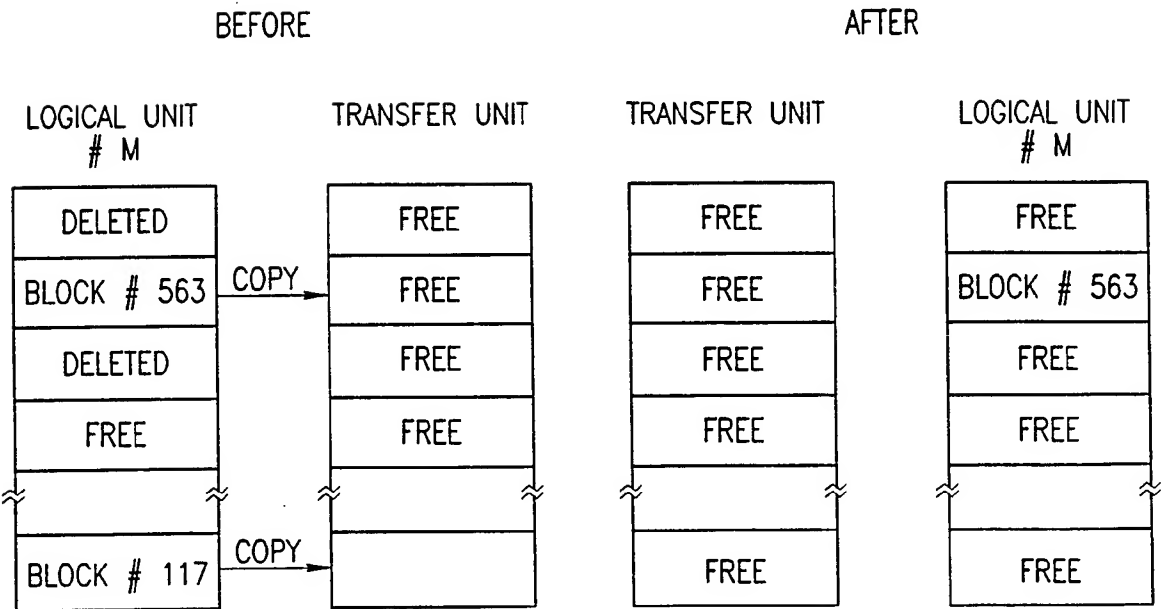 BEFORE
AFTER
LOGICAL UNIT
# M
TRANSFER UNIT
TRANSFER UNIT
LOGICAL UNIT
# M
DELETED
FREE
FREE
FREE
BLOCK # 563
COPY
FREE
FREE
BLOCK # 563
DELETED
FREE
FREE
FREE
FREE
FREE
FREE
FREE
BLOCK # 117
COPY
FREE
FREE